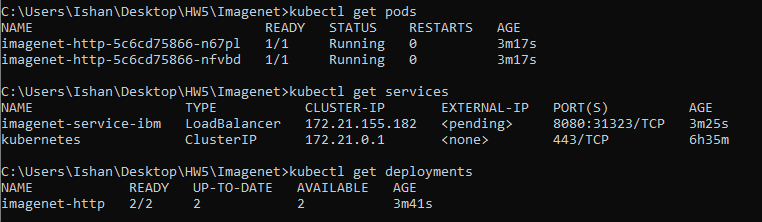 C:\Users\Ishan\Desktop\HW5\Imagenet>kubectl get pods
NAME READY STATUS RESTARTS AGE
imagenet-http-5c6cd75866-n67pl 1/1 Running 0 3m17s
imagenet-http-5c6cd75866-nfvbd 1/1 Running 0 3m17s
C:\Users\Ishan\Desktop\HW5\Imagenet>kubectl get services
NAME TYPE CLUSTER-IP EXTERNAL-IP PORT(S) AGE
imagenet-service-ibm LoadBalancer 172.21.155.182 <pending> 8080:31323/TCP 3m25s
kubernetes ClusterIP 172.21.0.1 <none> 443/TCP 6h35m
C:\Users\Ishan\Desktop\HW5\Imagenet>kubectl get deployments
NAME READY UP-TO-DATE AVAILABLE AGE
imagenet-http 2/2 2 2 3m41s